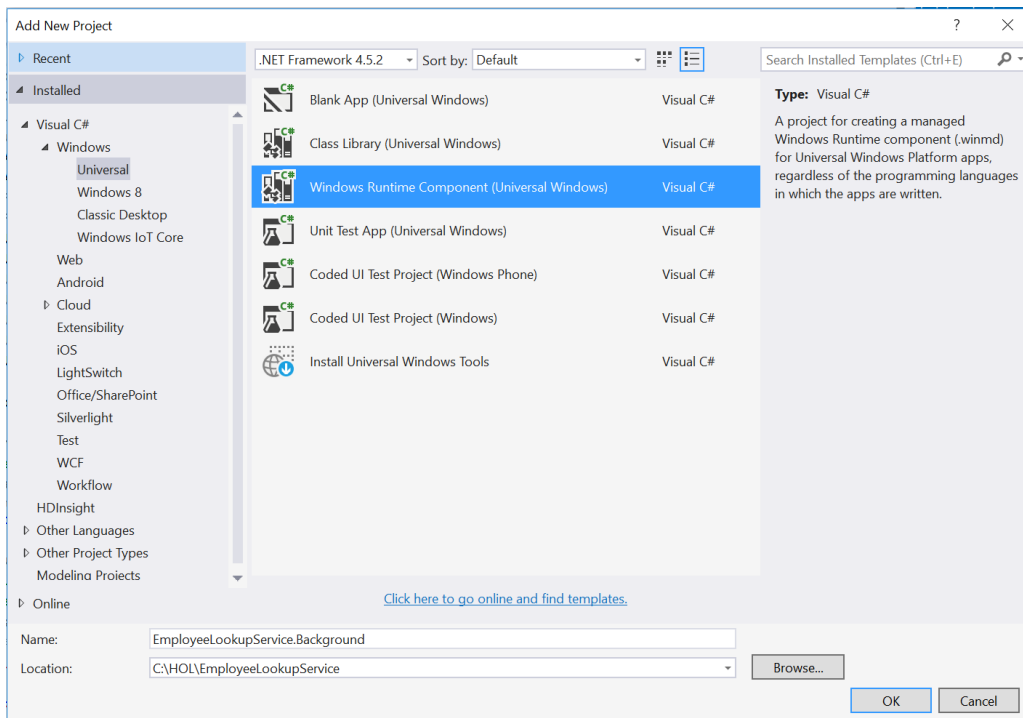 Add New Project
?
Recent
.NET Framework 4.5.2
Sort by:
Default
Search Installed Templates (Ctrl+E)
Installed
Visual C#
Windows
Universal
Windows 8
Classic Desktop
Windows IoT Core
Web
Android
Cloud
Extensibility
iOS
LightSwitch
Office/SharePoint
Silverlight
Test
WCF
Workflow
HDInsight
Other Languages
Other Project Types
Modeling Projects
Online
C# Blank App (Universal Windows) Visual C#
C# Class Library (Universal Windows) Visual C#
C# Windows Runtime Component (Universal Windows) Visual C#
C# Unit Test App (Universal Windows) Visual C#
C# Coded UI Test Project (Windows Phone) Visual C#
C# Coded UI Test Project (Windows) Visual C#
Install Universal Windows Tools Visual C#
Click here to go online and find templates.
Type: Visual C#
A project for creating a managed
Windows Runtime component (.winmd)
for Universal Windows Platform apps,
regardless of the programming languages
in which the apps are written.
Name: EmployeeLookupService.Background
Location: C:\HOL\EmployeeLookupService
Browse...
OK
Cancel